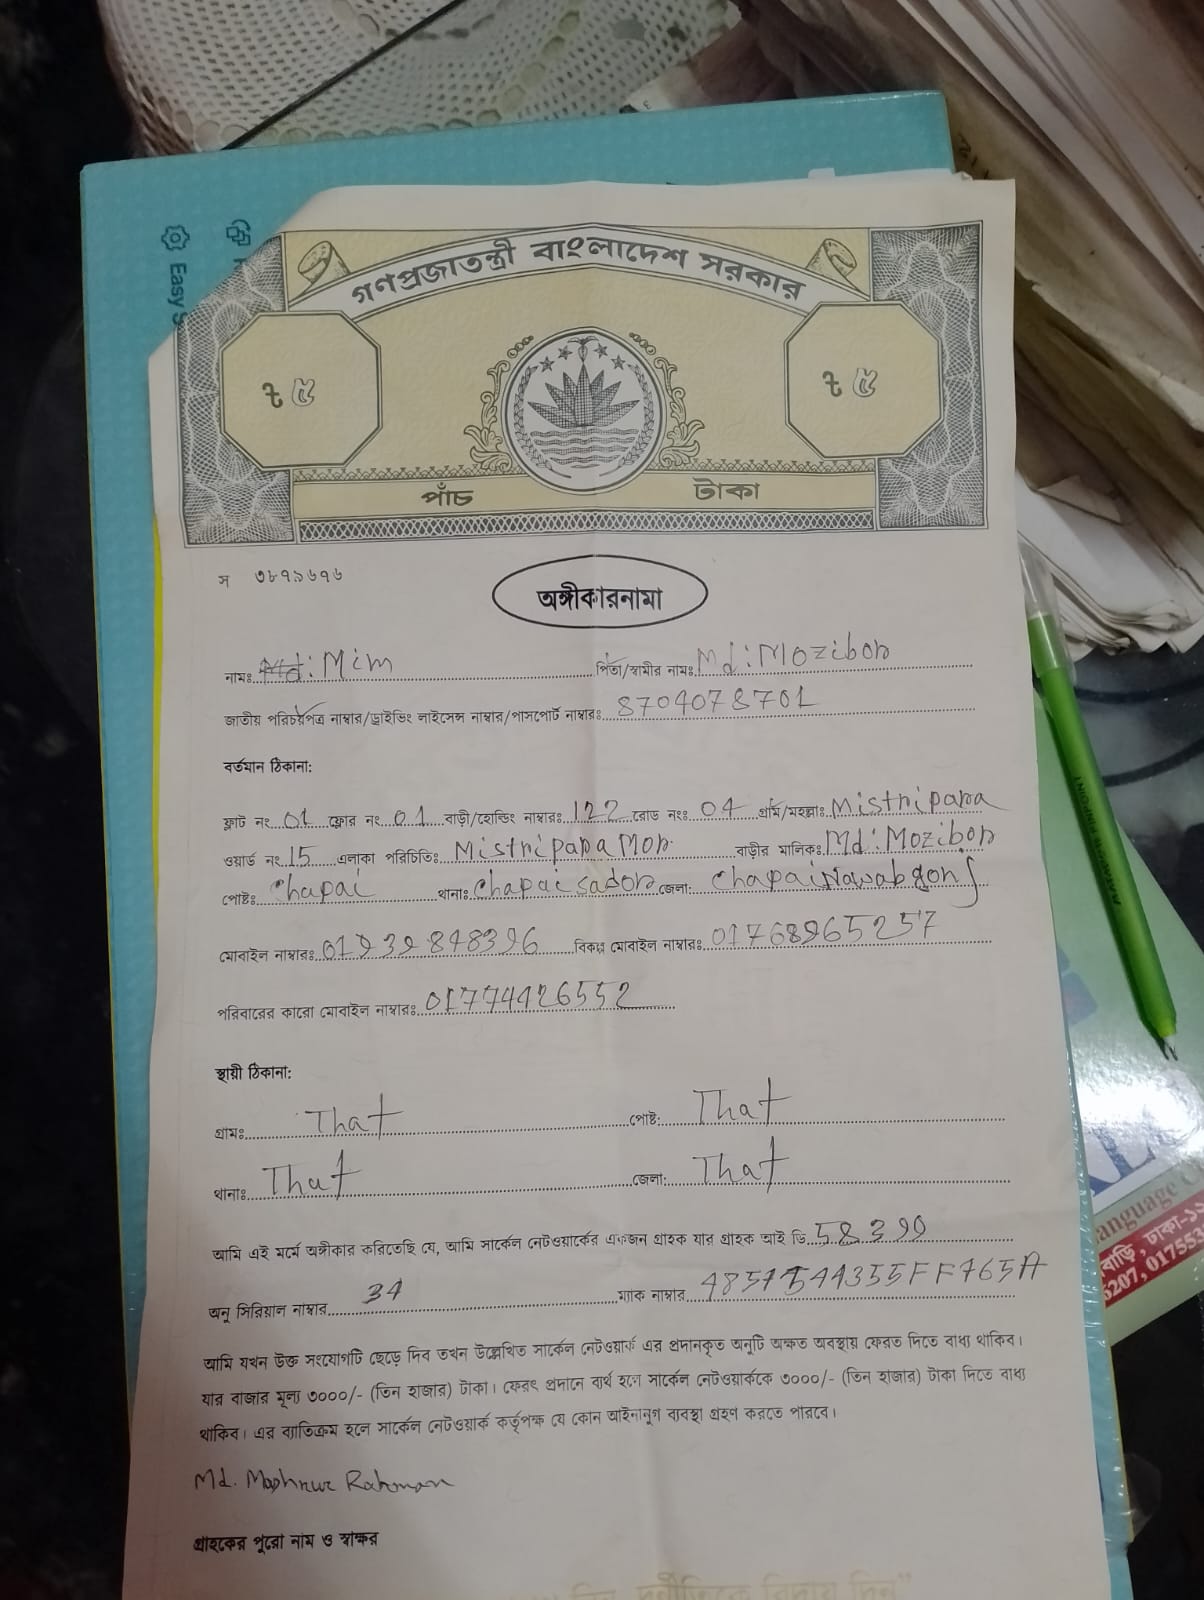 Easy
গণপ্রজাতন্ত্রী বাংলাদেশ সরকার
৳ ৫
৳ ৫
পাঁচ টাকা
স ৩৮৭১৬৭৬
অঙ্গীকারনামা
নামঃ Md: Mim পিতা/স্বামীর নামঃ Md: Mozibor
জাতীয় পরিচয়পত্র নাম্বার/ড্রাইভিং লাইসেন্স নাম্বার/পাসপোর্ট নাম্বারঃ 8704078701
বর্তমান ঠিকানা:
ফ্লাট নং 01 ফ্লোর নং 01 বাড়ী/হোল্ডিং নাম্বারঃ 122 রোড নংঃ 04 গ্রাম/মহল্লাঃ Mistripara
ওয়ার্ড নং 15 এলাকা পরিচিতি: Mistripara Mor বাড়ীর মালিকঃ Md: Mozibor
পোষ্টঃ Chapai থানাঃ Chapai sador জেলা: ChapaiNawabgonj
মোবাইল নাম্বারঃ বিকল্প মোবাইল নাম্বারঃ
পরিবারের কারো মোবাইল নাম্বারঃ 01774426552
স্থায়ী ঠিকানা:
গ্রামঃ That পোষ্ট: That
থানাঃ That জেলা: That
আমি এই মর্মে অঙ্গীকার করিতেছি যে, আমি সার্কেল নেটওয়ার্কের একজন গ্রাহক যার গ্রাহক আই ডি
অনু সিরিয়াল নাম্বার 34 ম্যাক নাম্বার
আমি যখন উক্ত সংযোগটি ছেড়ে দিব তখন উল্লেখিত সার্কেল নেটওয়ার্ক এর প্রদানকৃত অনুটি অক্ষত অবস্থায় ফেরত দিতে বাধ্য থাকিব।
যার বাজার মূল্য ৩০০০/- (তিন হাজার) টাকা। ফেরৎ প্রদানে ব্যর্থ হলে সার্কেল নেটওয়ার্ককে ৩০০০/- (তিন হাজার) টাকা দিতে বাধ্য
থাকিব। এর ব্যতিক্রম হলে সার্কেল নেটওয়ার্ক কর্তৃপক্ষ যে কোন আইনানুগ ব্যবস্থা গ্রহণ করতে পারবে।
Md. Rahman
গ্রাহকের পুরো নাম ও স্বাক্ষর